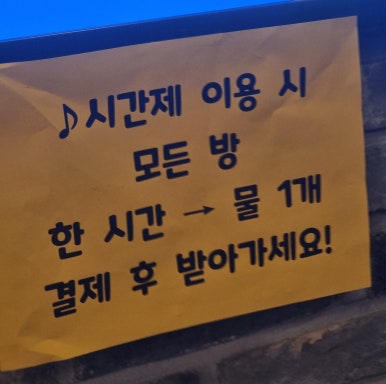 ♪시간제 이용 시
모든 방
한 시간 → 물 1개
결제 후 받아가세요!